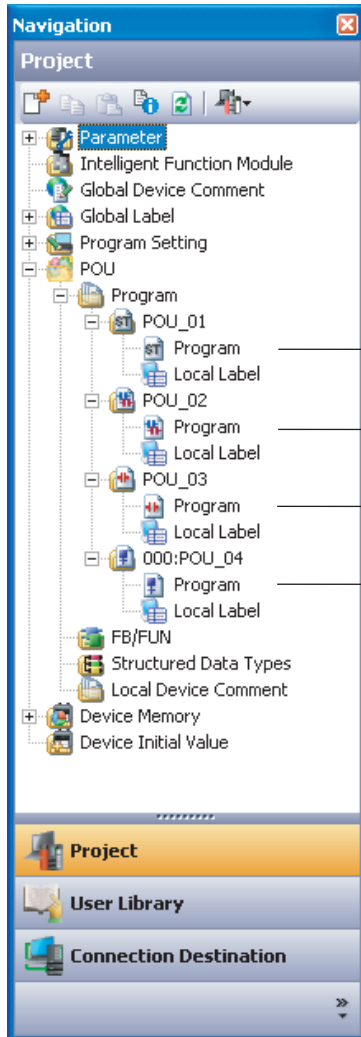 Navigation
Project
Parameter
Intelligent Function Module
Global Device Comment
Global Label
Program Setting
POU
Program
ST POU_01
ST Program
Local Label
POU_02
Program
Local Label
POU_03
Program
Local Label
000:POU_04
Program
Local Label
FB/FUN
Structured Data Types
Local Device Comment
Device Memory
Device Initial Value
Project
User Library
Connection Destination